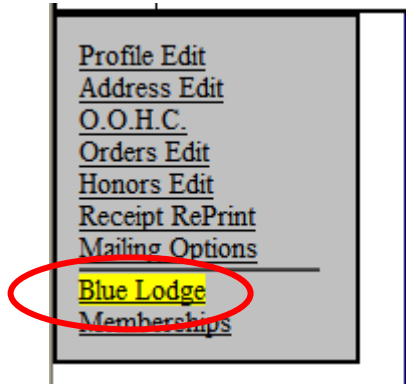 Profile Edit
Address Edit
O.O.H.C.
Orders Edit
Honors Edit
Receipt RePrint
Mailing Options
Blue Lodge
Memberships